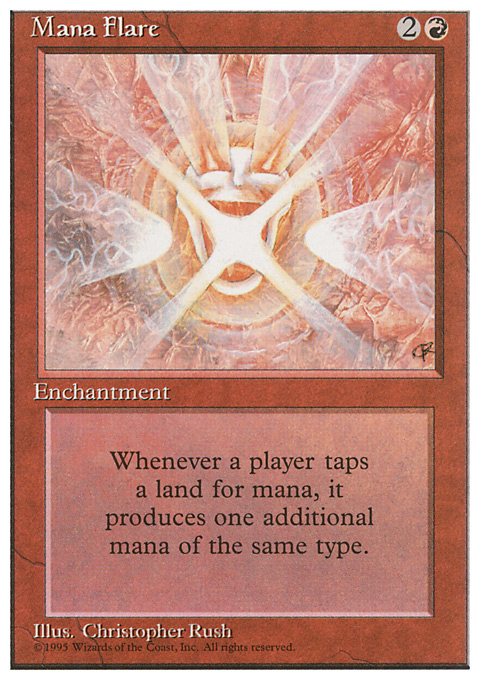 Mana Flare
2
Enchantment
Whenever a player taps
a land for mana, it
produces one additional
mana of the same type.
Illus. Christopher Rush
©1995 Wizards of the Coast, Inc. All rights reserved.